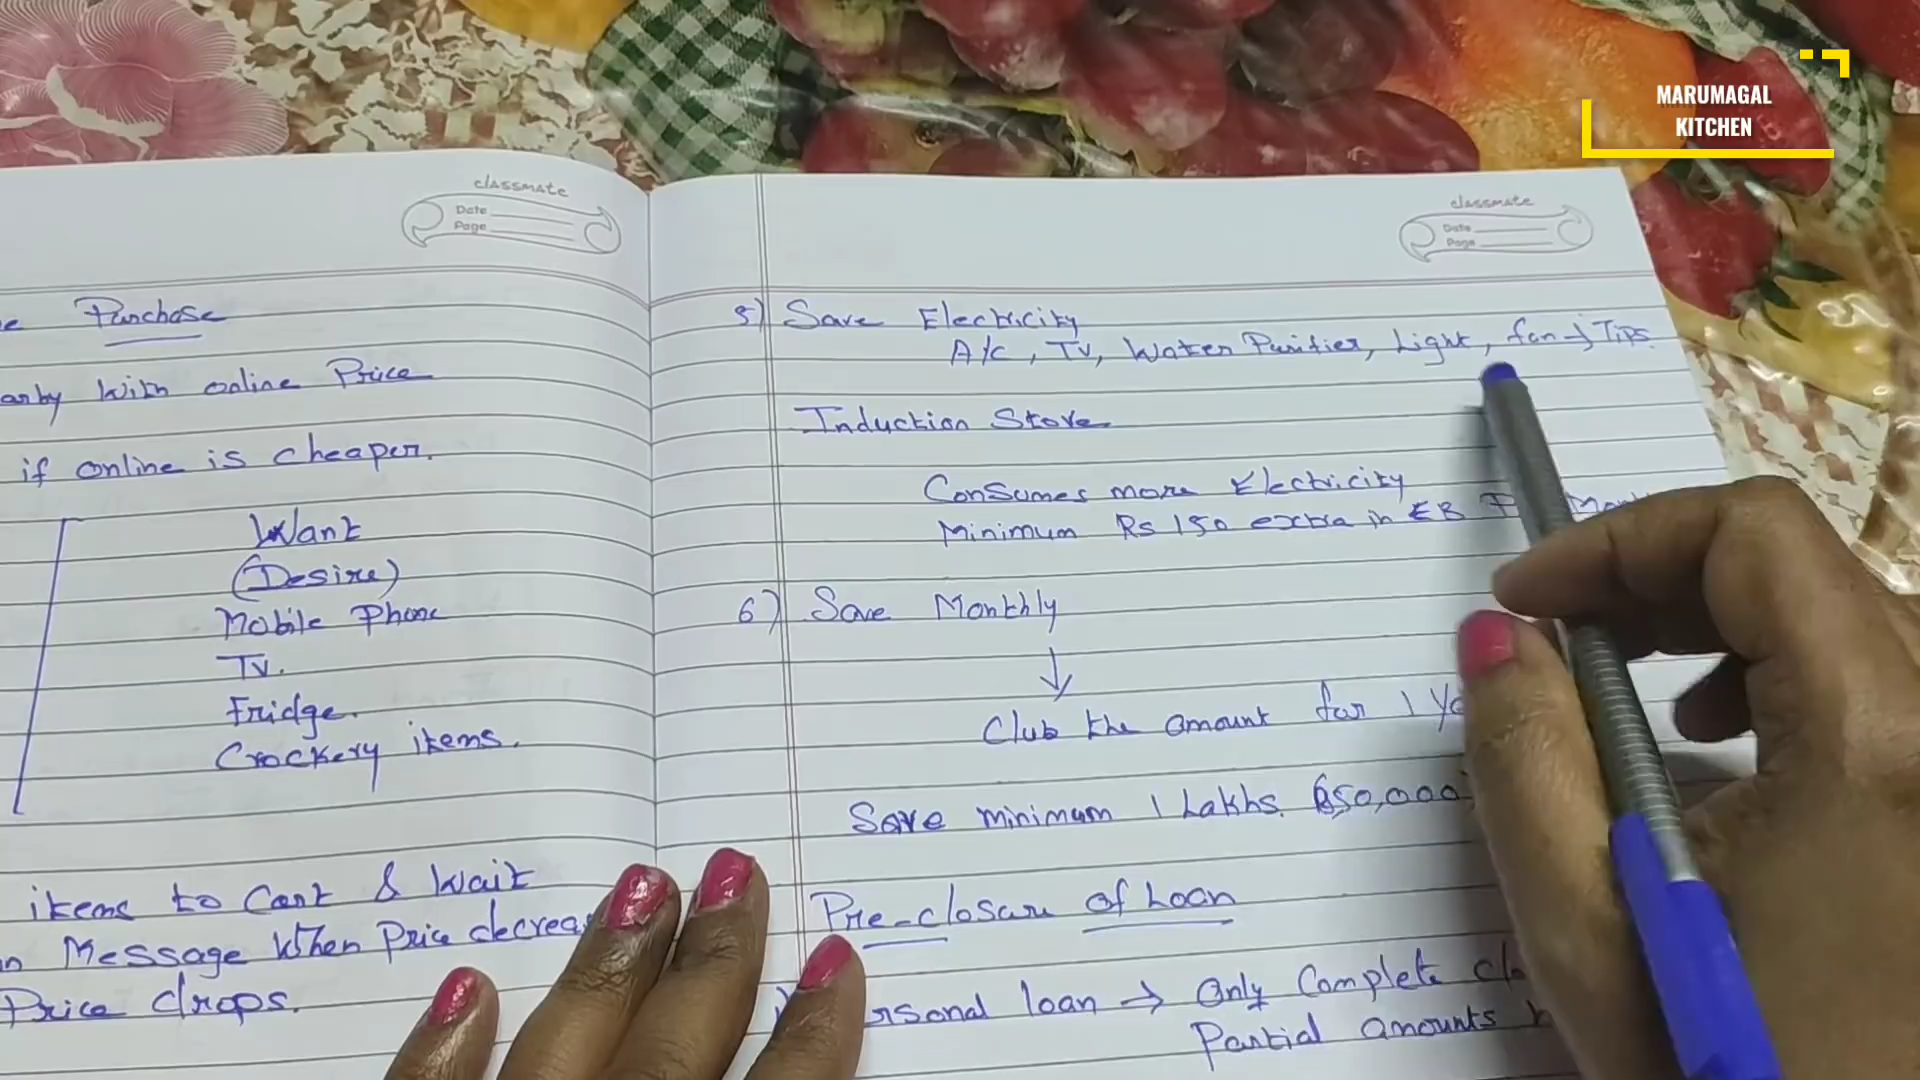 MARUMAGAL
KITCHEN
classmate
Date
Page
Purchase
with online Price
if online is cheaper.
Want
(Desire)
Mobile Phone
TV.
Fridge.
Crockery items.
items to Cart & Wait
Message When Price
Price drops.
classmate
Date
Page
5) Save Electricity
A/C, TV, Water Purifier, Light, fan → Tips.
Induction Stove.
Consumes more Electricity
Minimum Rs 150 extra in EB
6) Save Monthly
↓
Club the amount for 1
Save minimum 1 Lakhs.
Pre-closure of Loan
loan → Only Complete
Partial amounts